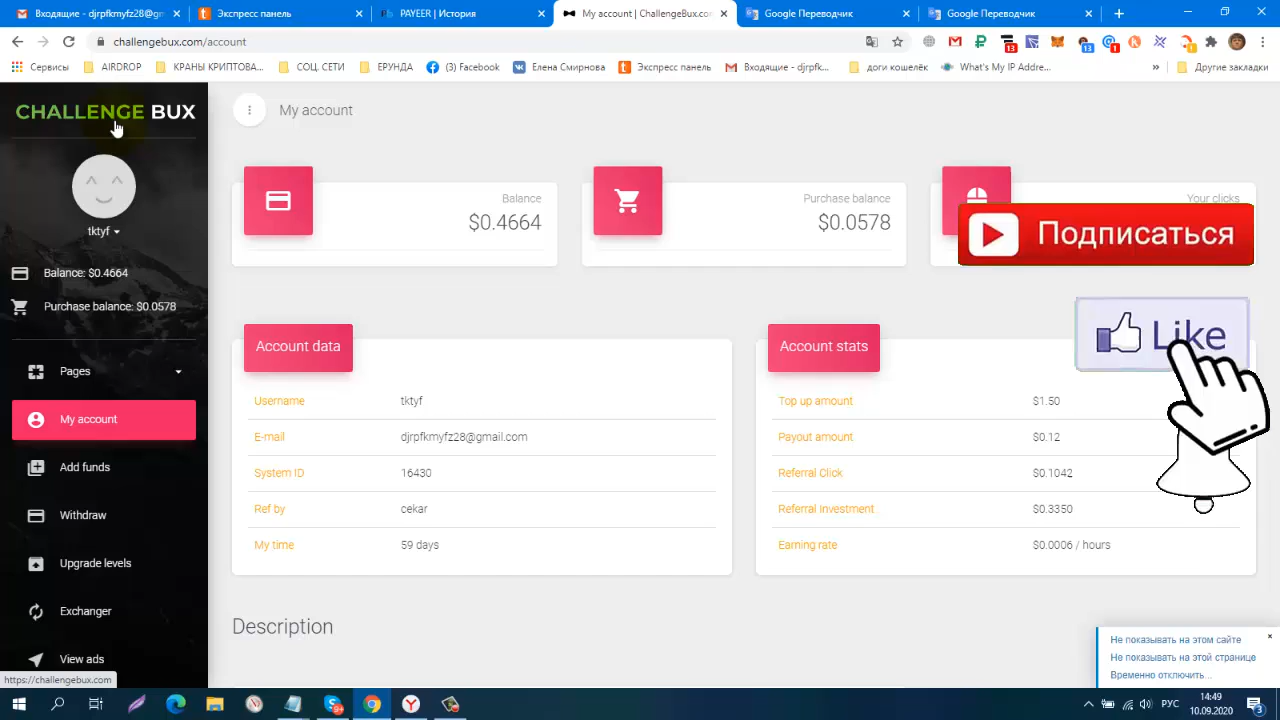 Входящие - djrpfkmyfz28@gm
Экспресс панель
PAYEER | История
My account | ChallengeBux.com
Google Переводчик
Google Переводчик
challengebux.com/account
13
13
1
Сервисы
AIRDROP
КРАНЫ КРИПТОВА...
СОЦ. СЕТИ
ЕРУНДА
(3) Facebook
Елена Смирнова
Экспресс панель
Входящие - djrpfk...
доги кошелёк
What's My IP Addre...
»
Другие закладки
CHALLENGE BUX
My account
Balance
$0.4664
Purchase balance
$0.0578
Your clicks
Подписаться
tktyf
Balance: $0.4664
Purchase balance: $0.0578
Like
Pages
My account
Add funds
Withdraw
Upgrade levels
Exchanger
View ads
Account data
Username tktyf
E-mail djrpfkmyfz28@gmail.com
System ID 16430
Ref by cekar
My time 59 days
Account stats
Top up amount $1.50
Payout amount $0.12
Referral Click $0.1042
Referral Investment $0.3350
Earning rate $0.0006 / hours
Description
Не показывать на этом сайте
Не показывать на этой странице
Временно отключить...
https://challengebux.com
РУС
14:49
10.09.2020
3